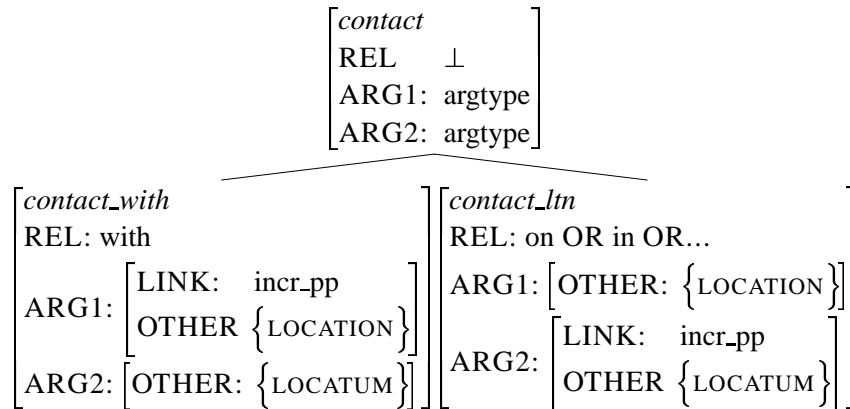 contact
REL ⊥
ARG1: argtype
ARG2: argtype
contact_with
REL: with
ARG1: [LINK: incr_pp
OTHER {LOCATION}]
ARG2: [OTHER: {LOCATUM}]
contact_ltn
REL: on OR in OR...
ARG1: [OTHER: {LOCATION}]
ARG2: [LINK: incr_pp
OTHER {LOCATUM}]